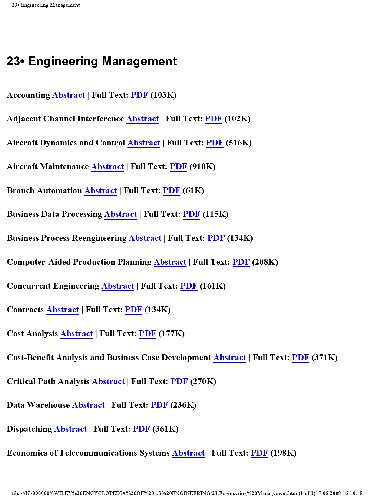 23• Engineering Management
23• Engineering Management
Accounting Abstract | Full Text: PDF (103K)
Adjacent Channel Interference Abstract | Full Text: PDF (102K)
Aircraft Dynamics and Control Abstract | Full Text: PDF (516K)
Aircraft Maintenance Abstract | Full Text: PDF (910K)
Branch Automation Abstract | Full Text: PDF (61K)
Business Data Processing Abstract | Full Text: PDF (115K)
Business Process Reengineering Abstract | Full Text: PDF (134K)
Computer Aided Production Planning Abstract | Full Text: PDF (208K)
Concurrent Engineering Abstract | Full Text: PDF (161K)
Contracts Abstract | Full Text: PDF (134K)
Cost Analysis Abstract | Full Text: PDF (177K)
Cost-Benefit Analysis and Business Case Development Abstract | Full Text: PDF (371K)
Critical Path Analysis Abstract | Full Text: PDF (270K)
Data Warehouse Abstract | Full Text: PDF (236K)
Dispatching Abstract | Full Text: PDF (361K)
Economics of Telecommunications Systems Abstract | Full Text: PDF (198K)